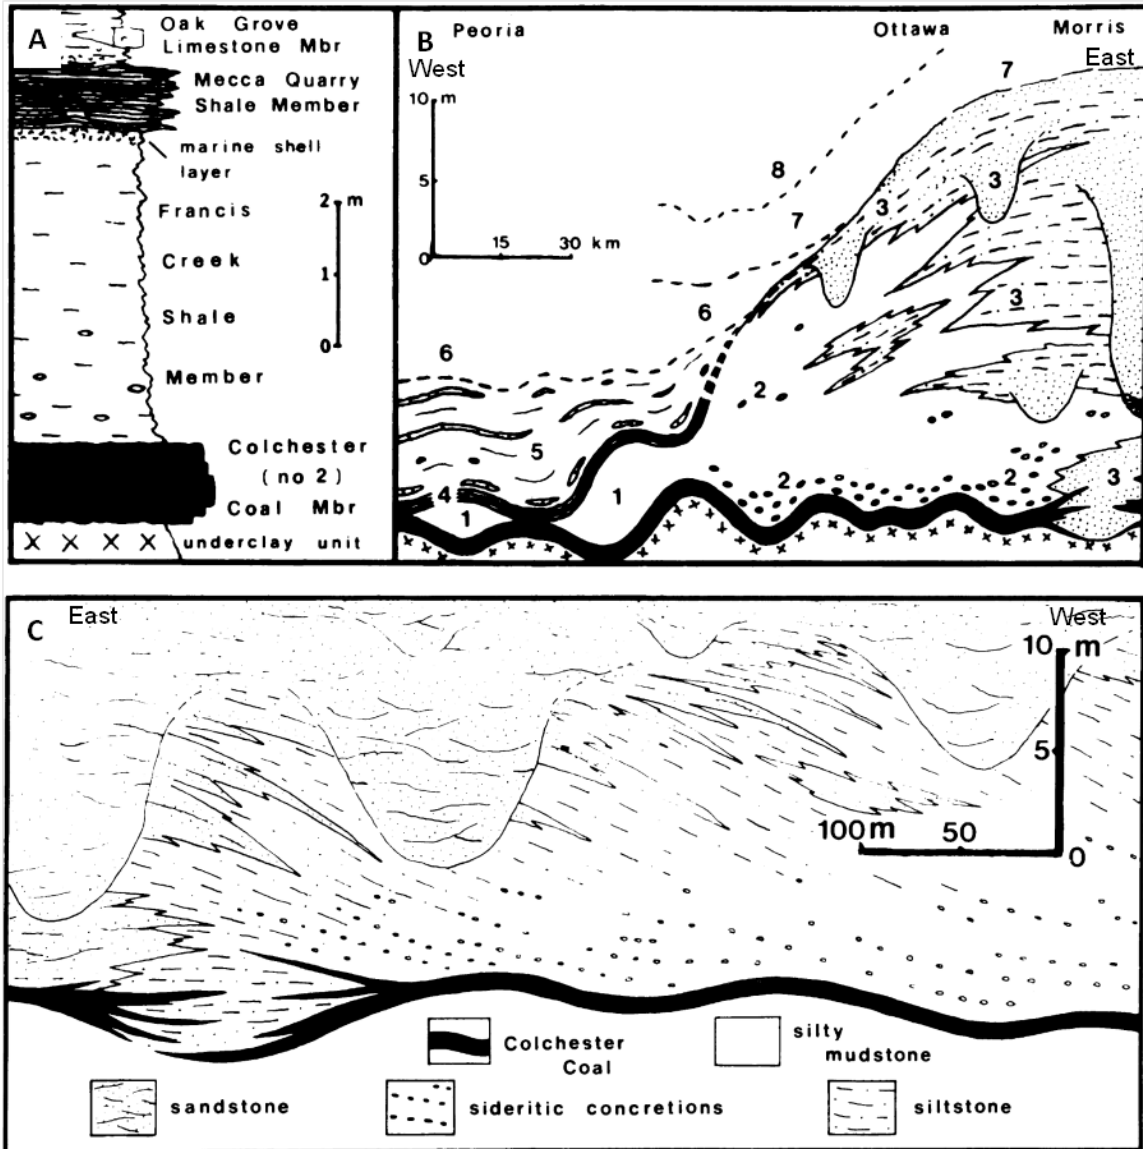 A
Oak Grove
Limestone Mbr
Mecca Quarry
Shale Member
marine shell
layer
Francis
2 m
Creek
1
Shale
0
Member
Colchester
(no 2)
Coal Mbr
X X X X underclay unit
B
Peoria
Ottawa
Morris
West
East
10
m
7
8
5
3
3
7
0
15
30 km
6
3
6
2
5
4
1
1
2
2
3
C
East
West
10 m
5
100 m
50
0
Colchester
Coal
silty
mudstone
sandstone
sideritic concretions
siltstone